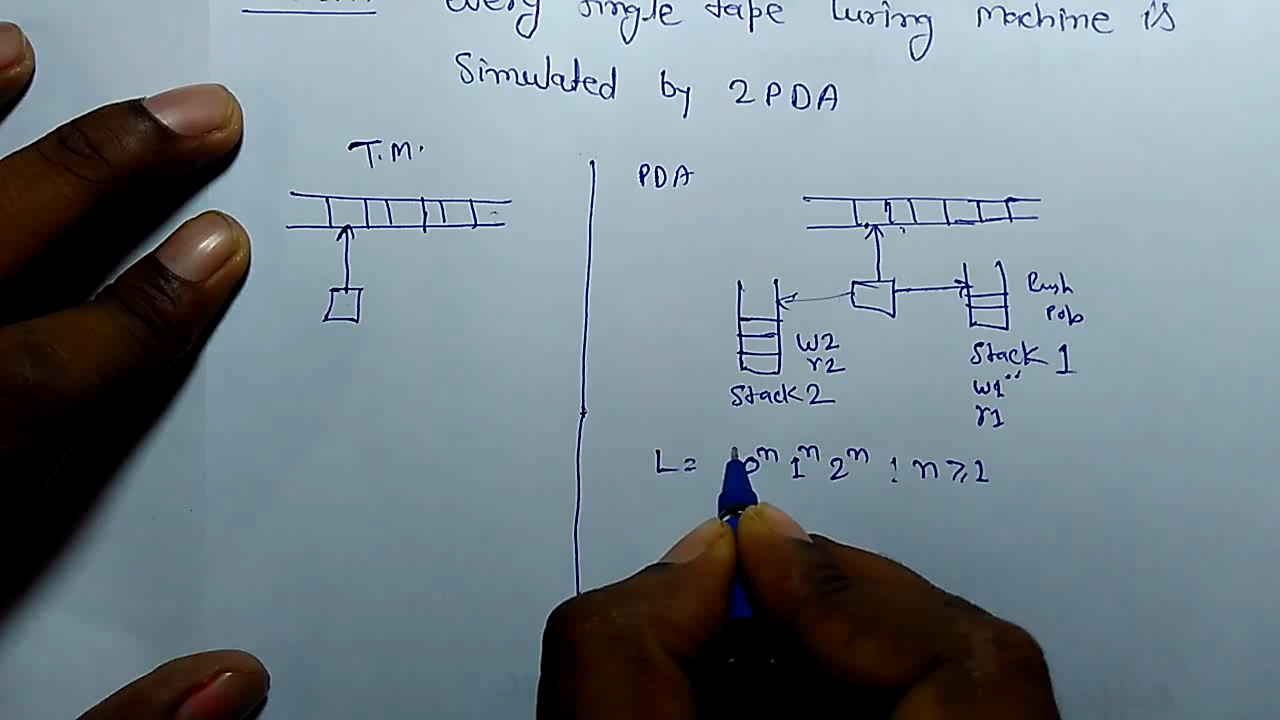 Every single tape Turing machine is
Simulated by 2PDA
T.M.
PDA
Push
Pop
W2
r2
Stack 1
Stack 2
W1
r1
L = 0ⁿ 1ⁿ 2ⁿ ! n ≥ 1